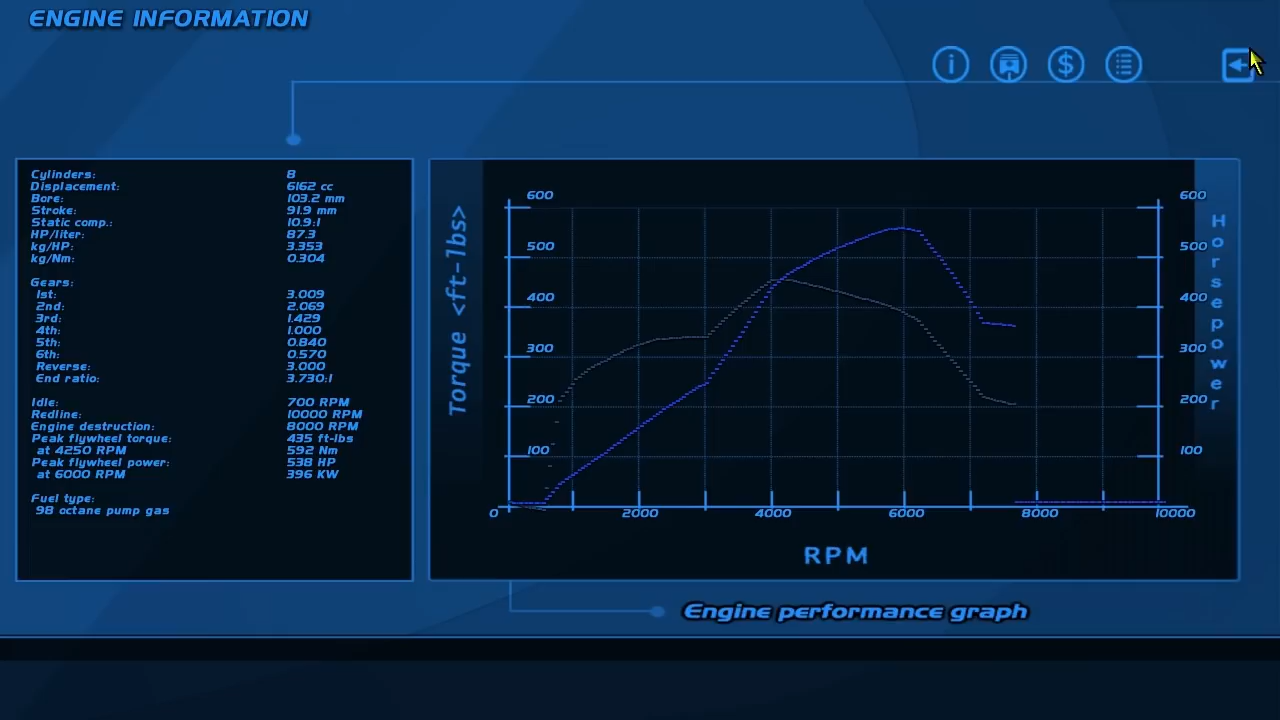 ENGINE INFORMATION
i $
Cylinders: 8
Displacement: 6162 cc
Bore: 103.2 mm
Stroke: 91.9 mm
Static comp.: 10.9:1
HP/liter: 87.3
kg/HP: 3.353
kg/Nm: 0.304
Gears:
1st: 3.009
2nd: 2.069
3rd: 1.429
4th: 1.000
5th: 0.840
6th: 0.570
Reverse: 3.000
End ratio: 3.730:1
Idle: 700 RPM
Redline: 10000 RPM
Engine destruction: 8000 RPM
Peak flywheel torque: 435 ft-lbs
at 4250 RPM 592 Nm
Peak flywheel power: 538 HP
at 6000 RPM 396 KW
Fuel type:
98 octane pump gas
Torque <ft-lbs>
600 600
500 500
400 400
300 300
200 200
100 100
0 2000 4000 6000 8000 10000
Horsepower
RPM
Engine performance graph